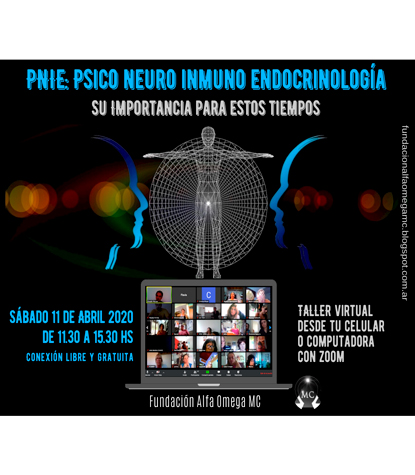 PNIE: PSICO NEURO INMUNO ENDOCRINOLOGÍA
SU IMPORTANCIA PARA ESTOS TIEMPOS
fundacionalfaomegamc.blogspot.com.ar
SÁBADO 11 DE ABRIL 2020
DE 11.30 A 15.30 HS
CONEXIÓN LIBRE Y GRATUITA
C
TALLER VIRTUAL
DESDE TU CELULAR
O COMPUTADORA
CON ZOOM
Fundación Alfa Omega MC
MC